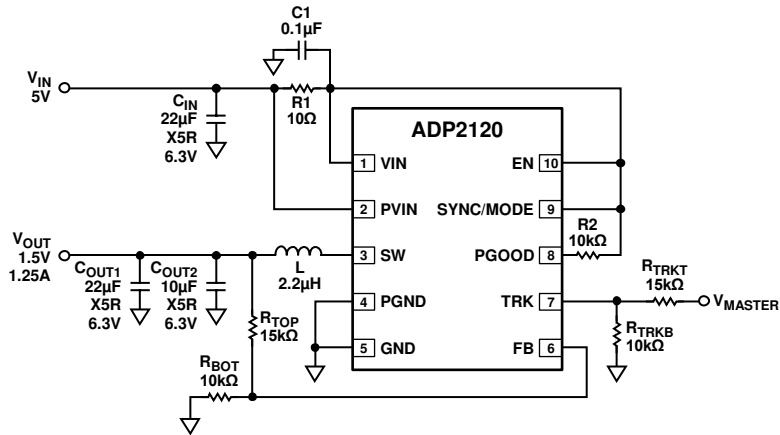 C1
0.1µF
VIN
5V
CIN
22µF
X5R
6.3V
R1
10Ω
ADP2120
1 VIN
EN 10
2 PVIN
SYNC/MODE 9
R2
10kΩ
VOUT
1.5V
1.25A
COUT1
22µF
X5R
6.3V
COUT2
10µF
X5R
6.3V
L
2.2µH
3 SW
PGOOD 8
RTRKT
15kΩ
VMASTER
4 PGND
TRK 7
RTOP
15kΩ
RTRKB
10kΩ
5 GND
FB 6
RBOT
10kΩ